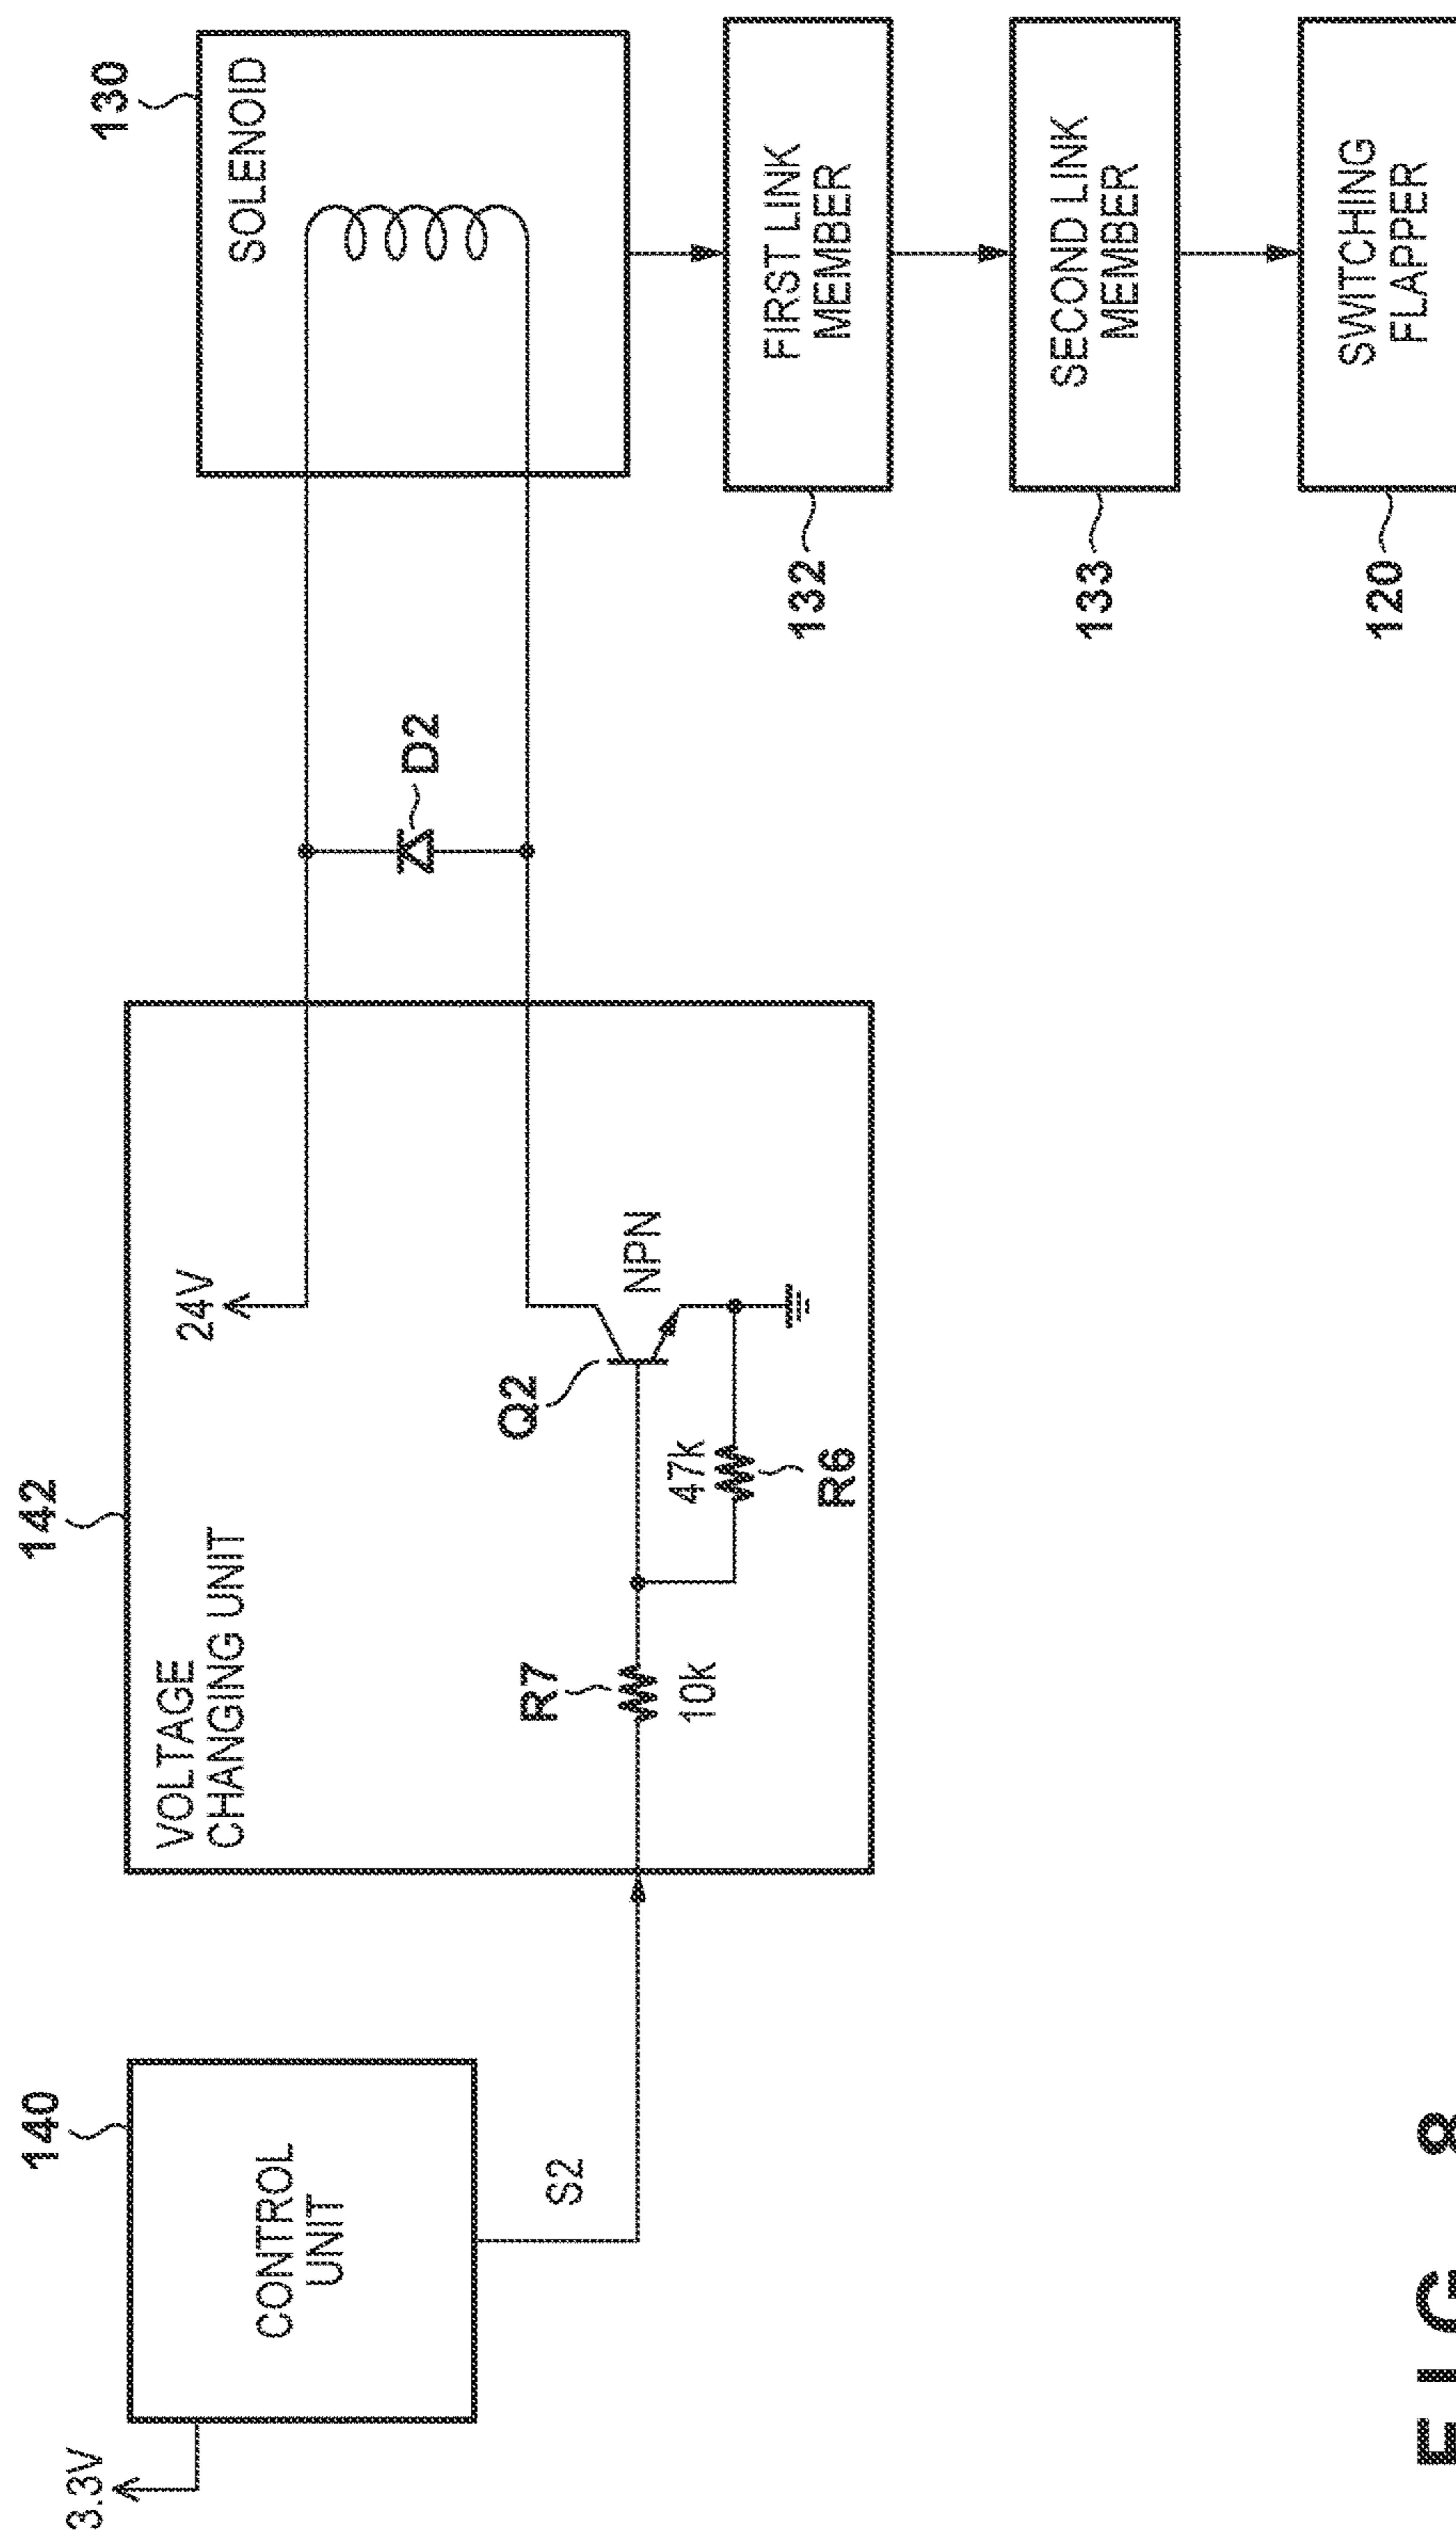 3.3V
140
CONTROL
UNIT
S2
142
VOLTAGE
CHANGING UNIT
24V
Q2
NPN
R7
10k
47k
R6
D2
130
SOLENOID
132
FIRST LINK
MEMBER
133
SECOND LINK
MEMBER
120
SWITCHING
FLAPPER
FIG. 8